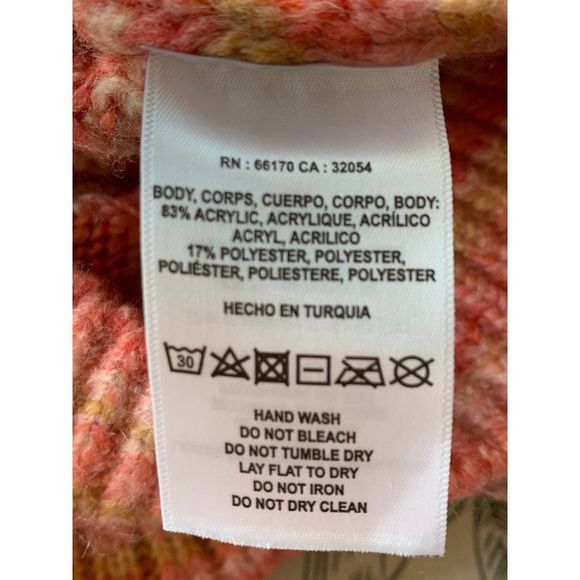 RN : 66170 CA : 32054
BODY, CORPS, CUERPO, CORPO, BODY:
83% ACRYLIC, ACRYLIQUE, ACRÍLICO
ACRYL, ACRILICO
17% POLYESTER, POLYESTER,
POLIÉSTER, POLIESTERE, POLYESTER
HECHO EN TURQUIA
30
HAND WASH
DO NOT BLEACH
DO NOT TUMBLE DRY
LAY FLAT TO DRY
DO NOT IRON
DO NOT DRY CLEAN